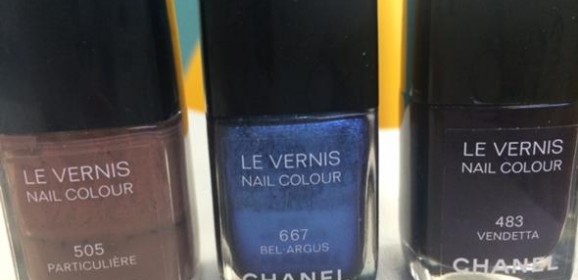 LE VERNIS
NAIL COLOUR
505
PARTICULIÈRE
LE VERNIS
NAIL COLOUR
667
BEL-ARGUS
CHANEL
LE VERNIS
NAIL COLOUR
483
VENDETTA
CHANEL